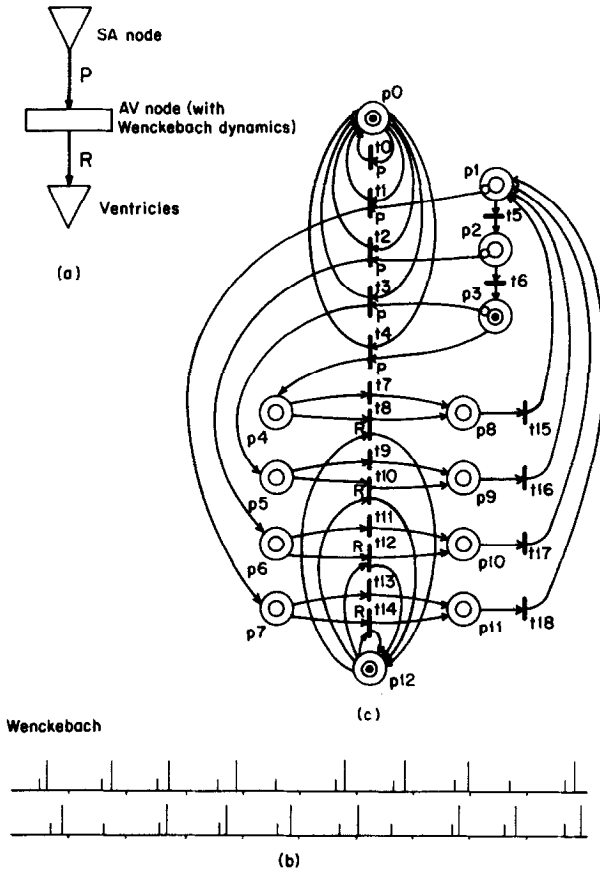 SA node
P
AV node (with
Wenckebach dynamics)
R
Ventricles
(a)
p0
t0
P
t1
P
t2
P
t3
P
t4
P
p1
t5
p2
t6
p3
t7
t8
R
p4
p8
t15
t9
t10
R
p5
p9
t16
t11
t12
R
p6
p10
t17
t13
t14
R
p7
p11
t18
p12
(c)
Wenckebach
(b)